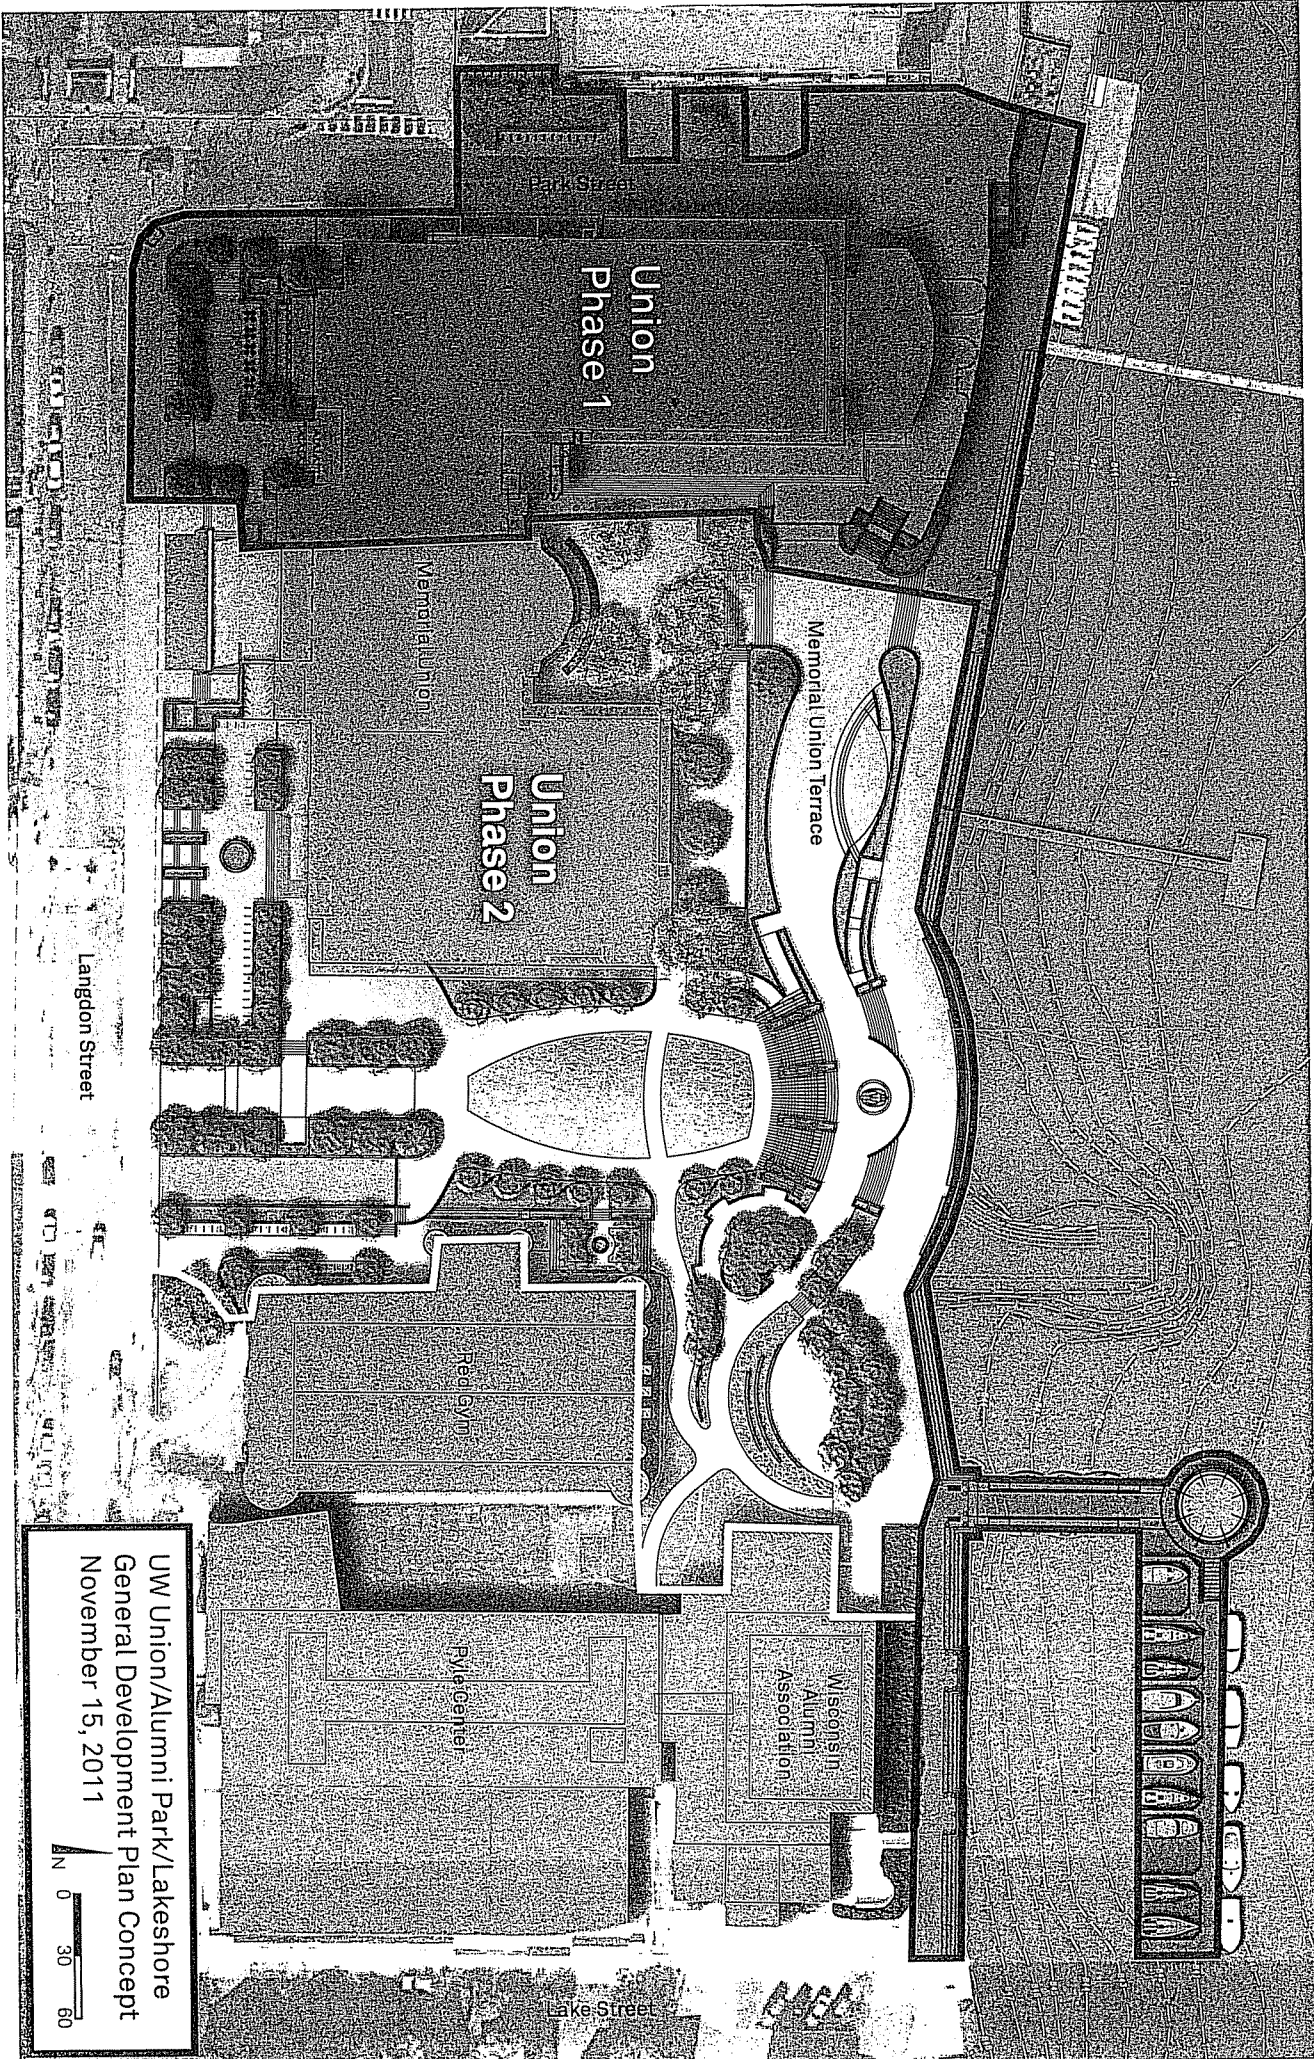 Park Street
Union
Phase 1
Memorial Union
Union
Phase 2
Memorial Union Terrace
Langdon Street
Red Gym
Pyle Center
Wisconsin
Alumni
Association
Lake Street
UW Union/Alumni Park/Lakeshore
General Development Plan Concept
November 15, 2011
N
0 30 60